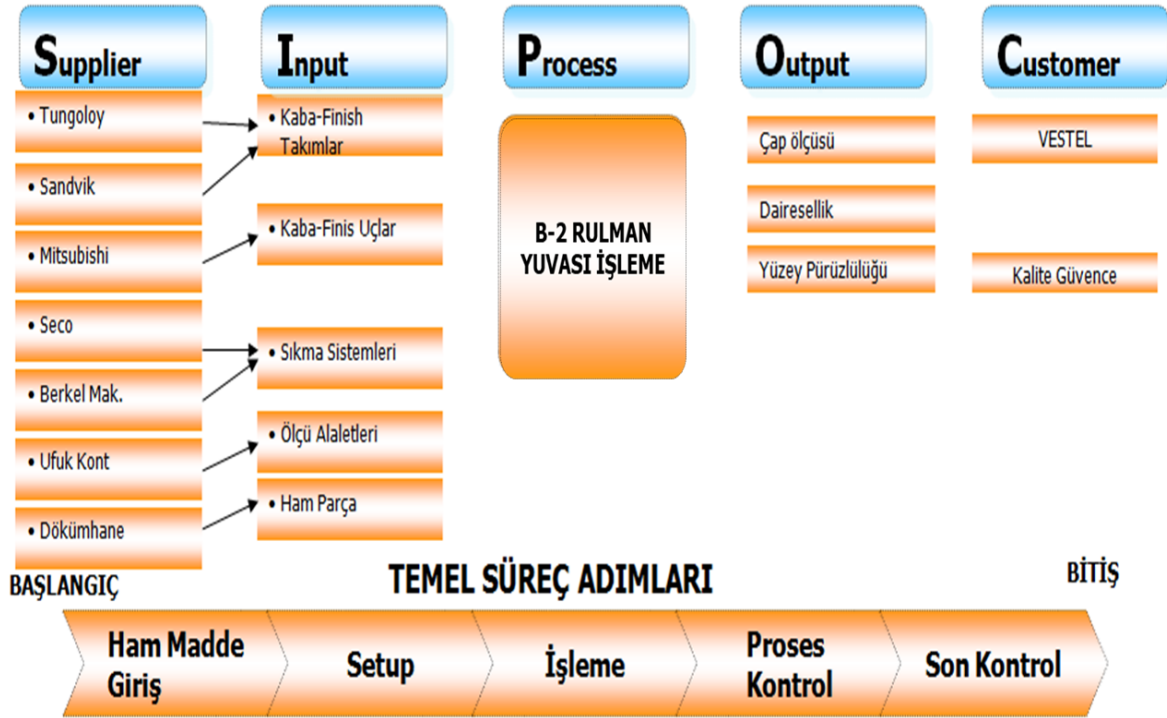 Supplier
Input
Process
Output
Customer
• Tungoloy
• Sandvik
• Mitsubishi
• Seco
• Berkel Mak.
• Ufuk Kont
• Dökümhane
• Kaba-Finish
Takımlar
• Kaba-Finis Uçlar
• Sıkma Sistemleri
• Ölçü Alaletleri
• Ham Parça
B-2 RULMAN
YUVASI İŞLEME
Çap ölçüsü
Dairesellik
Yüzey Pürüzlülüğü
VESTEL
Kalite Güvence
BAŞLANGIÇ
TEMEL SÜREÇ ADIMLARI
BİTİŞ
Ham Madde
Giriş
Setup
İşleme
Proses
Kontrol
Son Kontrol